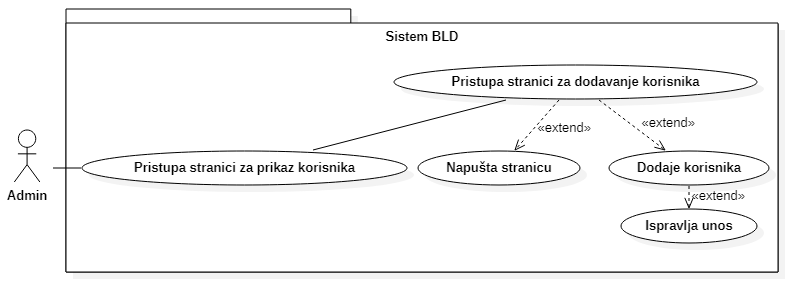 Sistem BLD
Pristupa stranici za dodavanje korisnika
«extend»
«extend»
Pristupa stranici za prikaz korisnika
Napušta stranicu
Dodaje korisnika
Admin
«extend»
Ispravlja unos